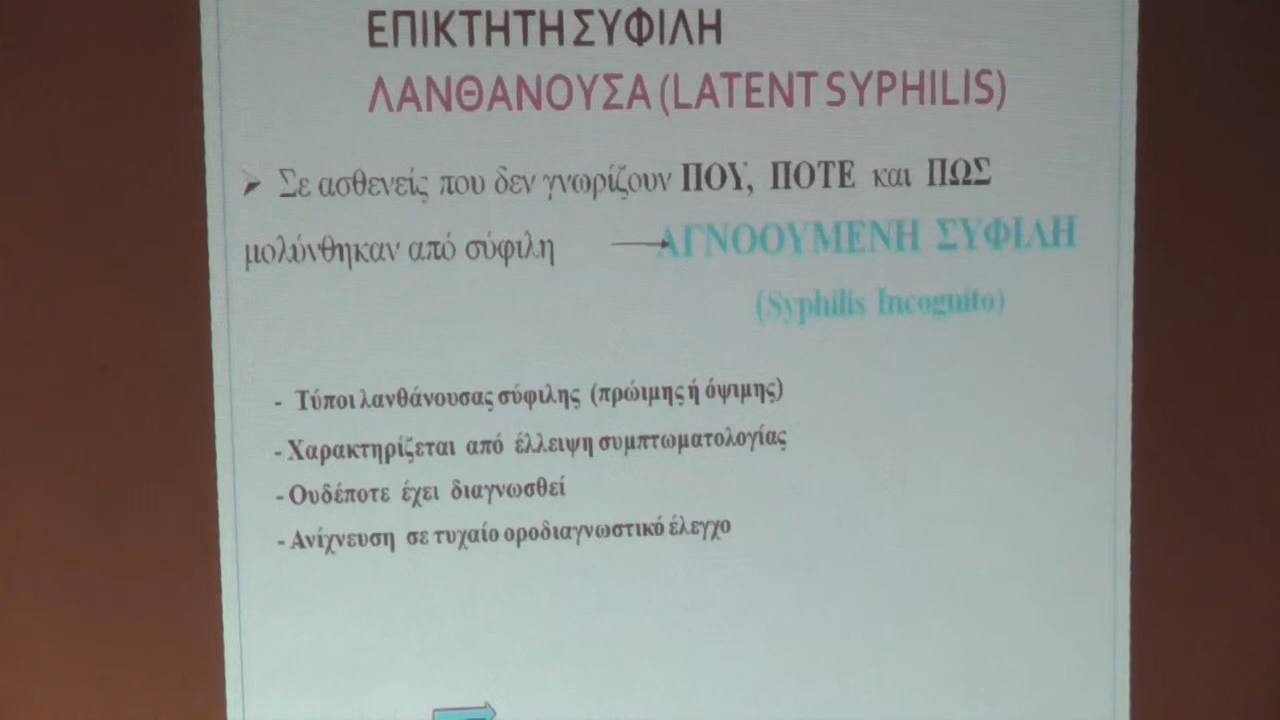 ΕΠΙΚΤΗΤΗ ΣΥΦΙΛΗ
ΛΑΝΘΑΝΟΥΣΑ (LATENT SYPHILIS)
➤ Σε ασθενείς που δεν γνωρίζουν ΠΟΥ, ΠΟΤΕ και ΠΩΣ
μολύνθηκαν από σύφιλη → ΑΓΝΟΟΥΜΕΝΗ ΣΥΦΙΛΗ
(Syphilis Incognito)
- Τύποι λανθάνουσας σύφιλης (πρώιμης ή όψιμης)
- Χαρακτηρίζεται από έλλειψη συμπτωματολογίας
- Ουδέποτε έχει διαγνωσθεί
- Ανίχνευση σε τυχαίο οροδιαγνωστικό έλεγχο